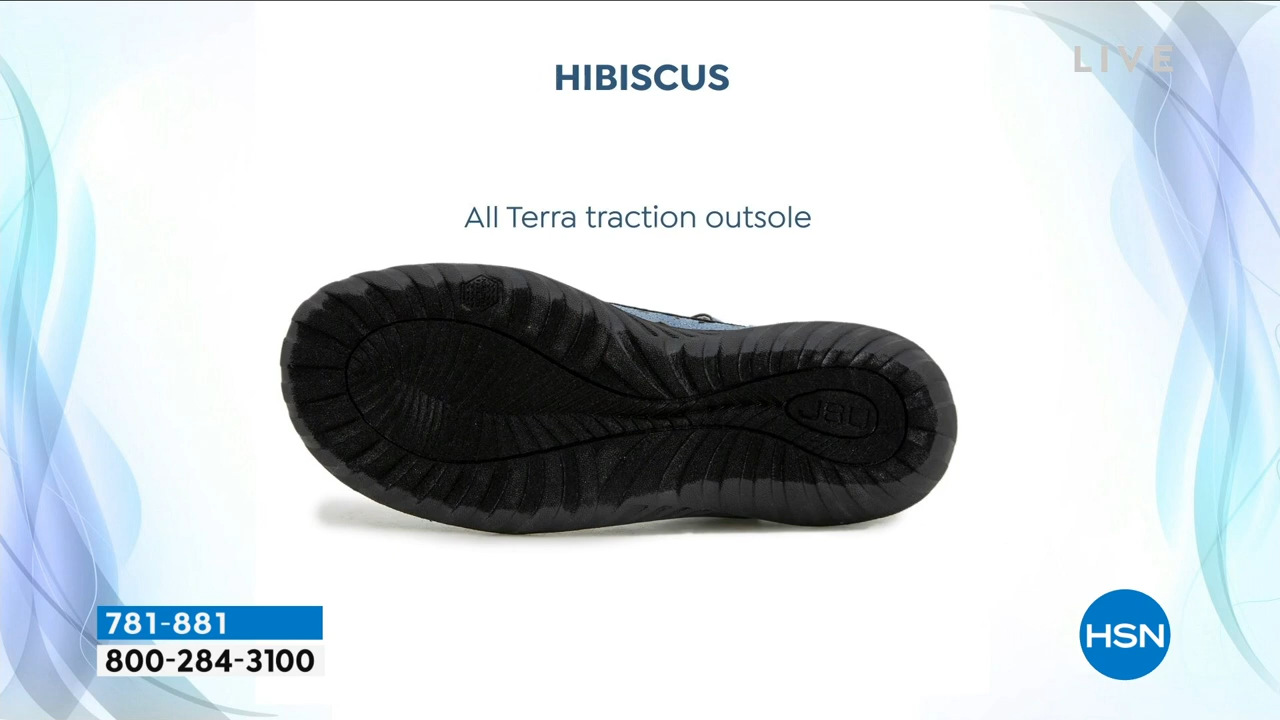 HIBISCUS
LIVE
All Terra traction outsole
JBU
781-881
800-284-3100
HSN